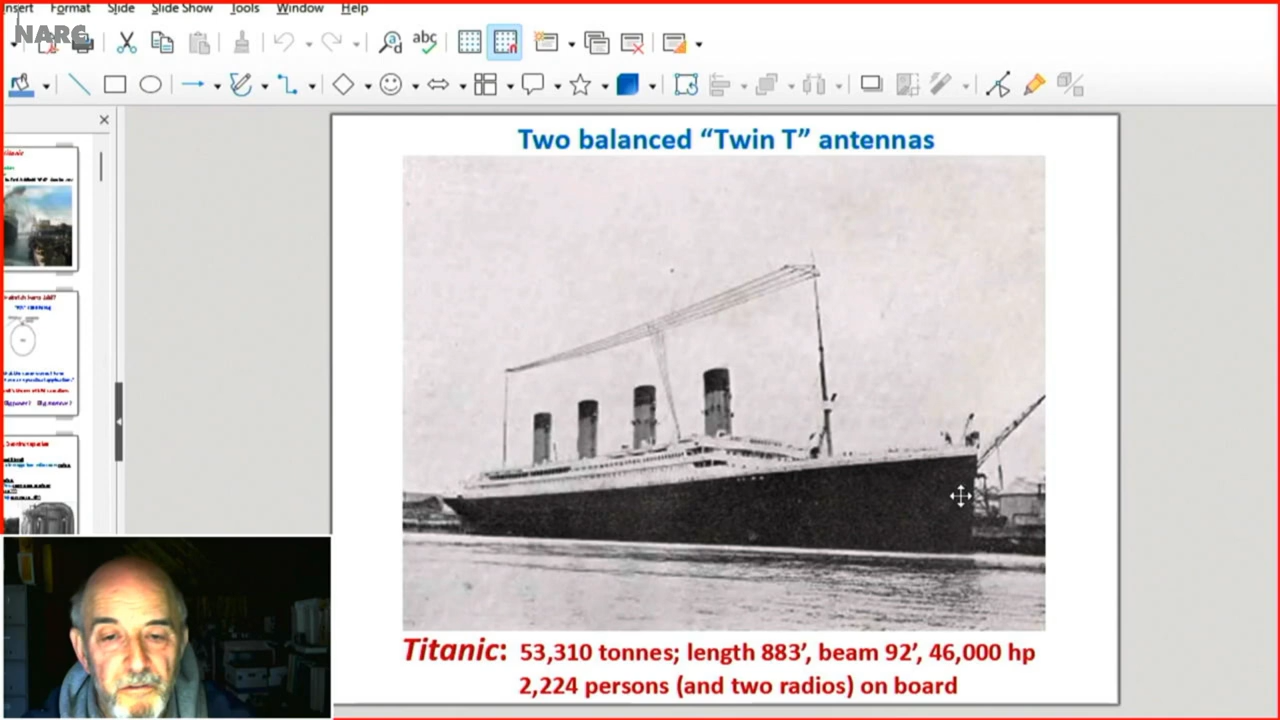 Insert Format Slide Slide Show Tools Window Help
NARC
abc
Two balanced “Twin T” antennas
Titanic: 53,310 tonnes; length 883’, beam 92’, 46,000 hp
2,224 persons (and two radios) on board